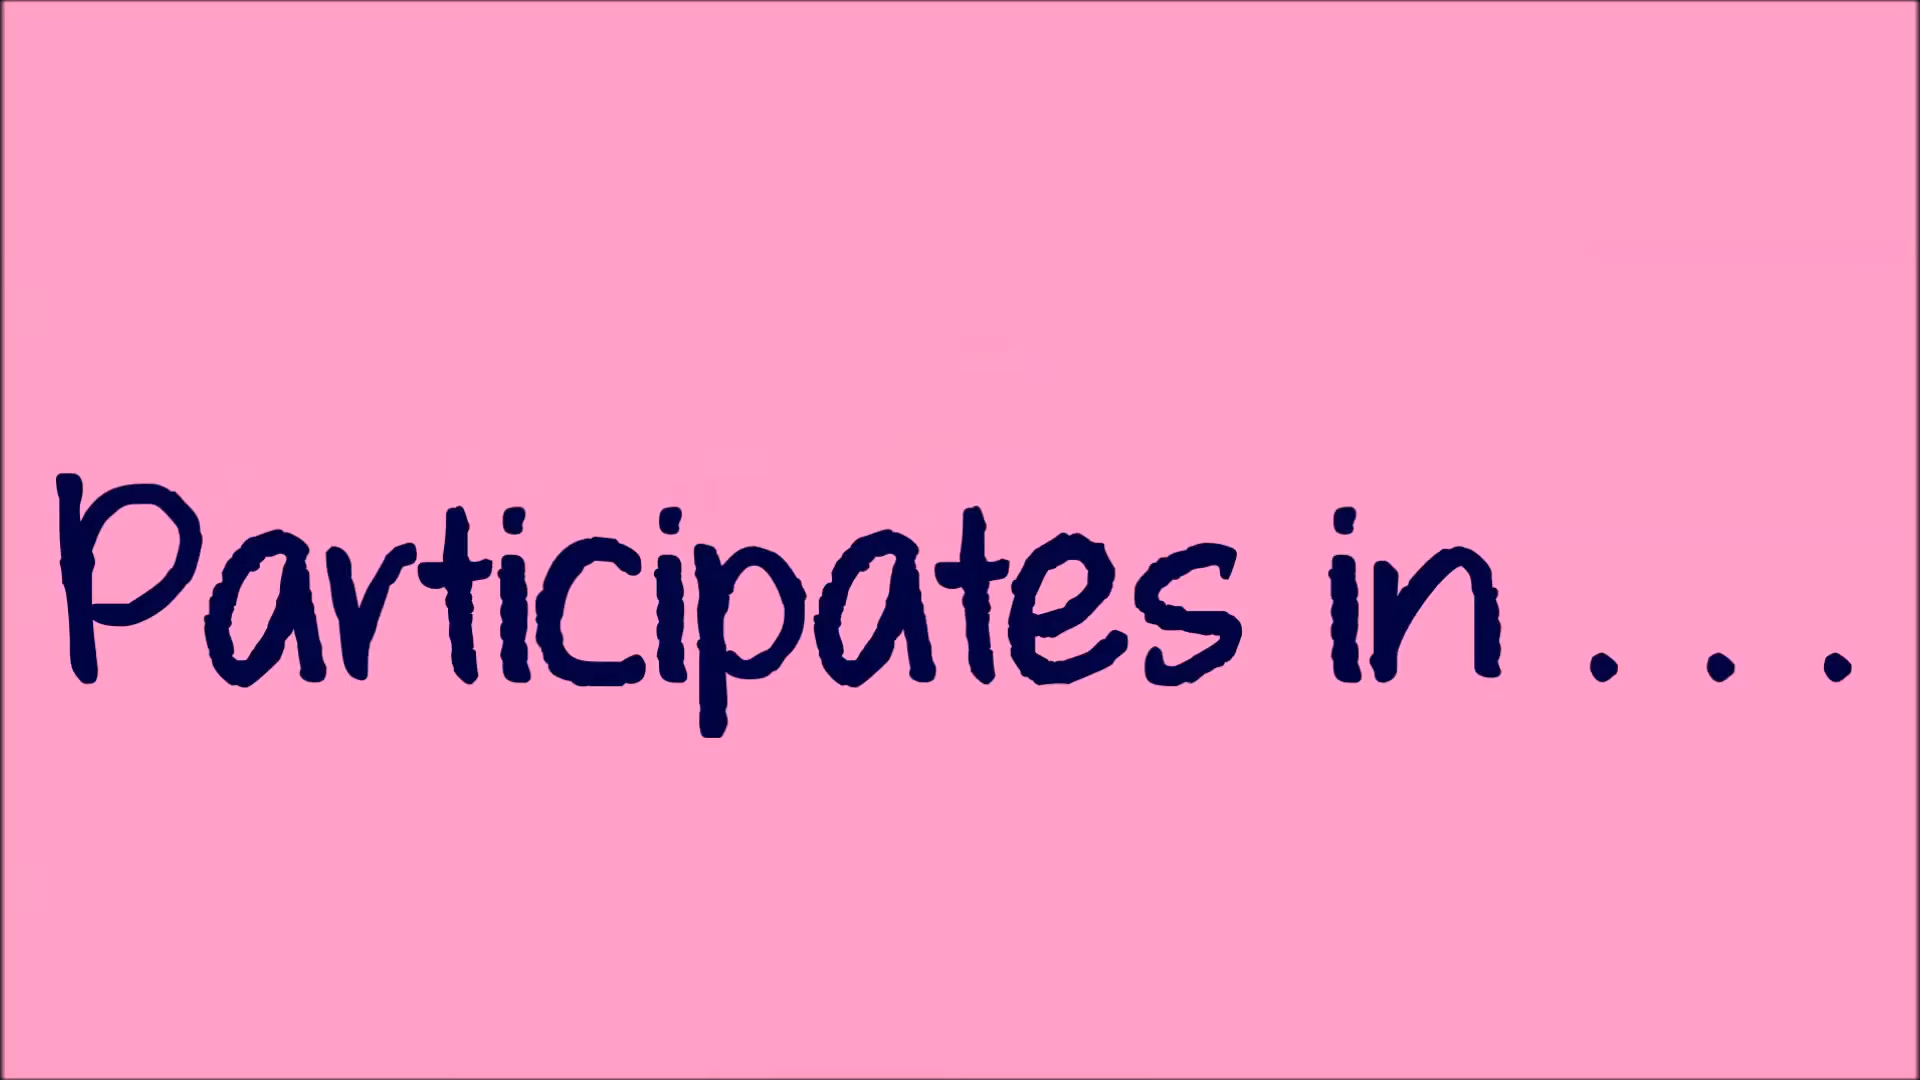 Participates in . . .